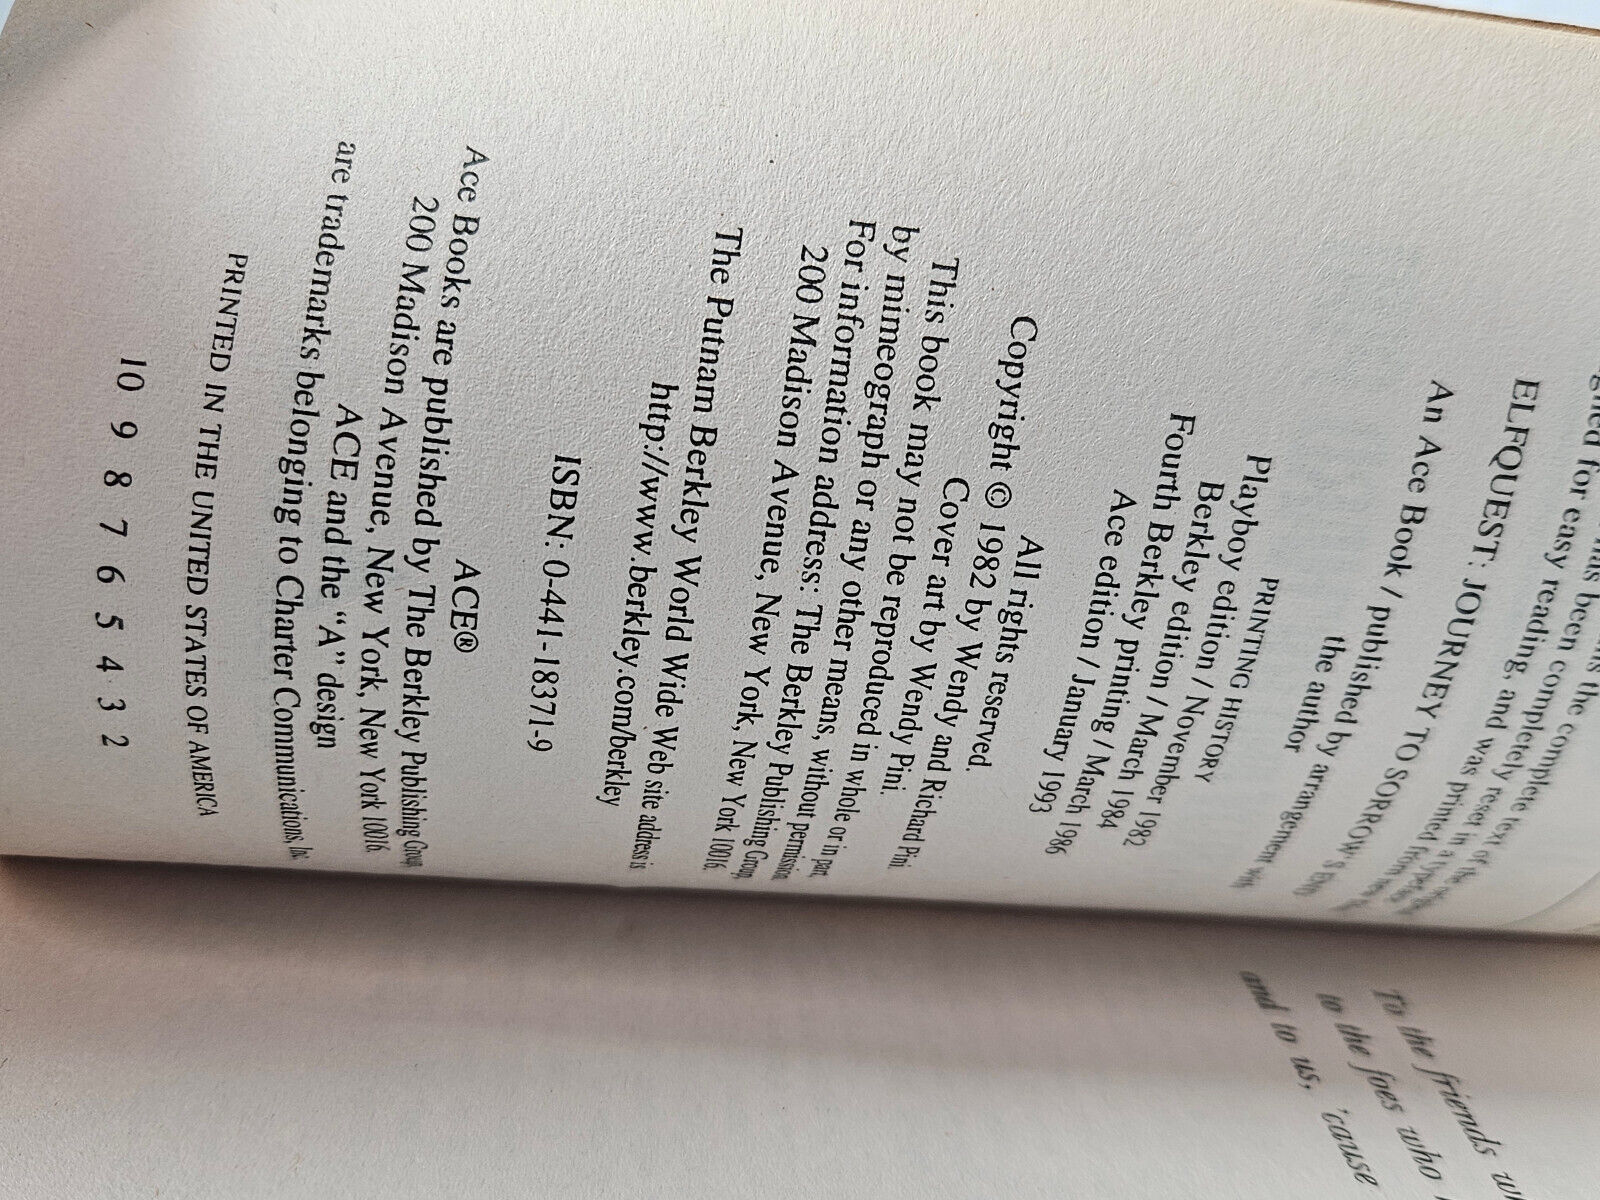 for easy reading, and was printed from
ELFQUEST: JOURNEY TO SORROW'S END
An Ace Book / published by arrangement with
the author
PRINTING HISTORY
Playboy edition / November 1982
Berkley edition / March 1984
Fourth Berkley printing / March 1986
Ace edition / January 1993
All rights reserved.
Copyright © 1982 by Wendy and Richard Pini.
Cover art by Wendy Pini.
This book may not be reproduced in whole or in part,
by mimeograph or any other means, without permission.
For information address: The Berkley Publishing Group,
200 Madison Avenue, New York, New York 10016.
The Putnam Berkley World Wide Web site address is
http://www.berkley.com/berkley
ISBN: 0-441-18371-9
ACE®
Ace Books are published by The Berkley Publishing Group,
200 Madison Avenue, New York, New York 10016.
ACE and the "A" design
are trademarks belonging to Charter Communications, Inc.
PRINTED IN THE UNITED STATES OF AMERICA
10 9 8 7 6 5 4 3 2
To the friends
to the foes who
and to us, 'cause